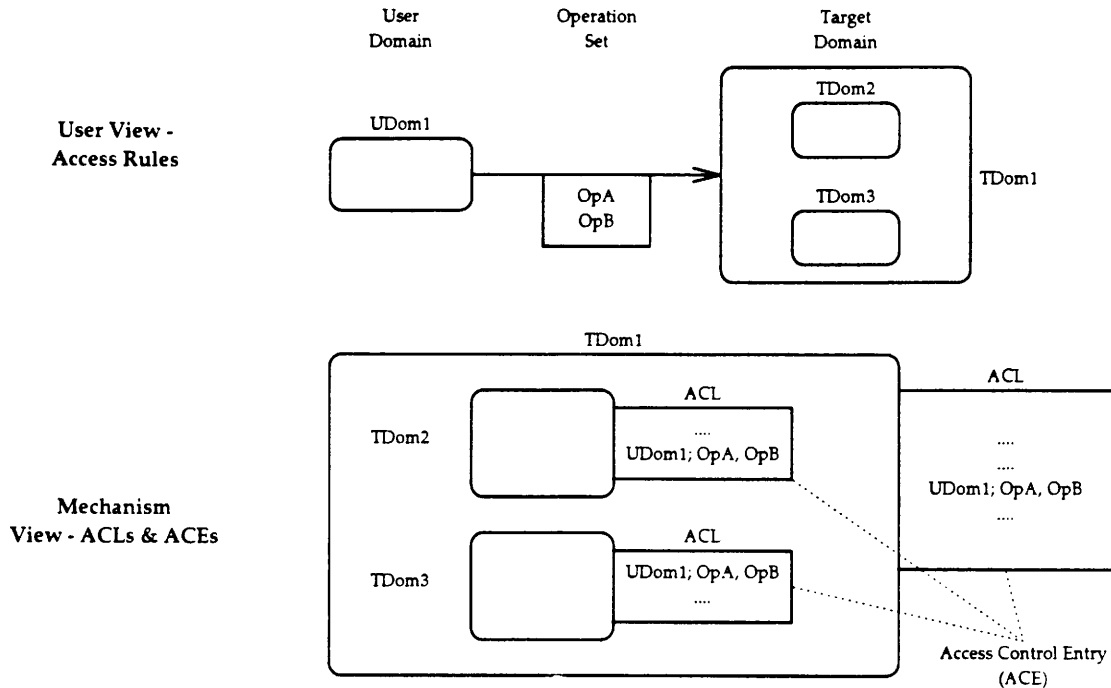 User
Domain
Operation
Set
Target
Domain
User View -
Access Rules
UDom1
OpA
OpB
TDom2
TDom3
TDom1
Mechanism
View - ACLs & ACEs
TDom1
TDom2
ACL
....
UDom1; OpA, OpB
TDom3
ACL
UDom1; OpA, OpB
....
ACL
....
....
UDom1; OpA, OpB
....
Access Control Entry
(ACE)